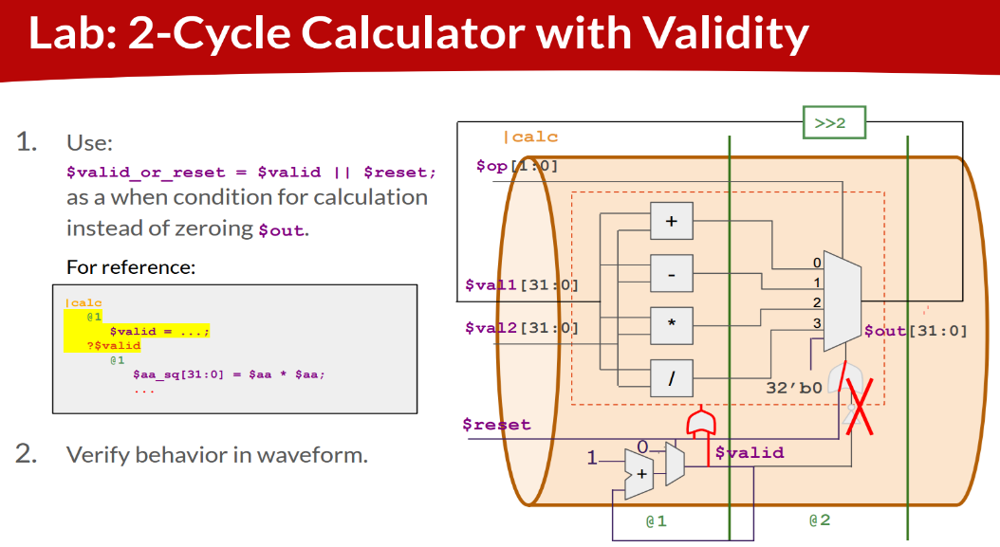 Lab: 2-Cycle Calculator with Validity
1. Use:
$valid_or_reset = $valid || $reset;
as a when condition for calculation
instead of zeroing $out.
For reference:
|calc
@1
$valid = ...;
?$valid
@1
$aa_sq[31:0] = $aa * $aa;
...
2. Verify behavior in waveform.
>>2
|calc
$op[1:0]
+
0
-
1
$val1[31:0]
2
*
3
$val2[31:0]
$out[31:0]
/
32'b0
$reset
0
$valid
1
+
@1
@2